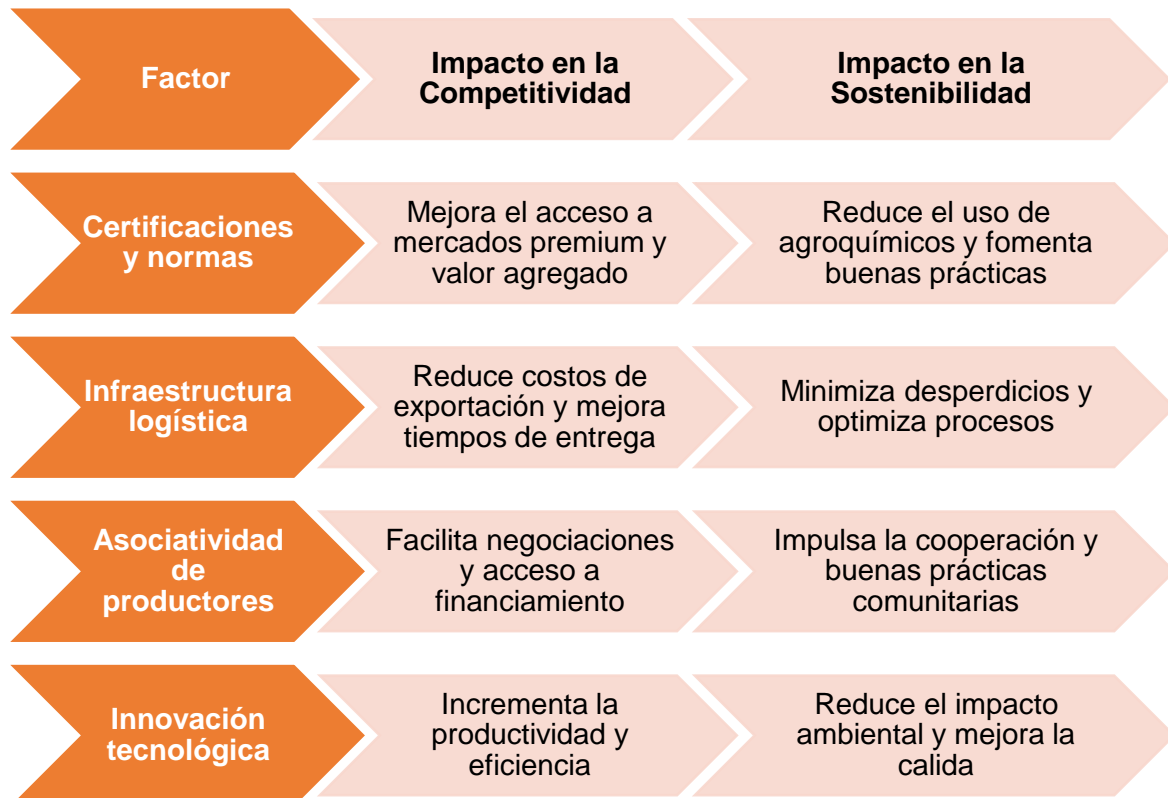 Factor
Impacto en la
Competitividad
Impacto en la
Sostenibilidad
Certificaciones
y normas
Mejora el acceso a
mercados premium y
valor agregado
Reduce el uso de
agroquímicos y fomenta
buenas prácticas
Infraestructura
logística
Reduce costos de
exportación y mejora
tiempos de entrega
Minimiza desperdicios y
optimiza procesos
Asociatividad
de
productores
Facilita negociaciones
y acceso a
financiamiento
Impulsa la cooperación y
buenas prácticas
comunitarias
Innovación
tecnológica
Incrementa la
productividad y
eficiencia
Reduce el impacto
ambiental y mejora la
calida